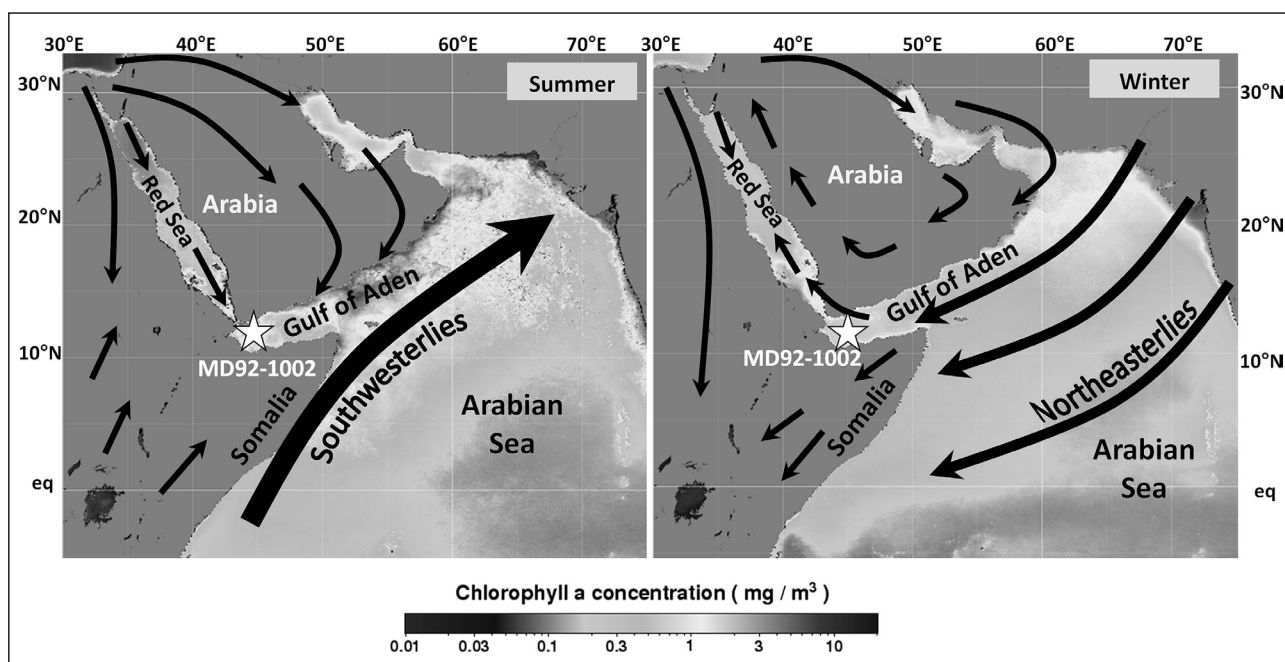 30°E 40°E 50°E 60°E 70°E
30°E 40°E 50°E 60°E 70°E
Summer
Winter
30°N
30°N
Red Sea
Arabia
Red Sea
Arabia
20°N
20°N
Gulf of Aden
Gulf of Aden
MD92-1002
MD92-1002
10°N
10°N
Southwesterlies
Northeasterlies
Somalia
Somalia
Arabian
Sea
Arabian
Sea
eq
eq
Chlorophyll a concentration ( mg / m³ )
0.01 0.03 0.1 0.3 1 3 10